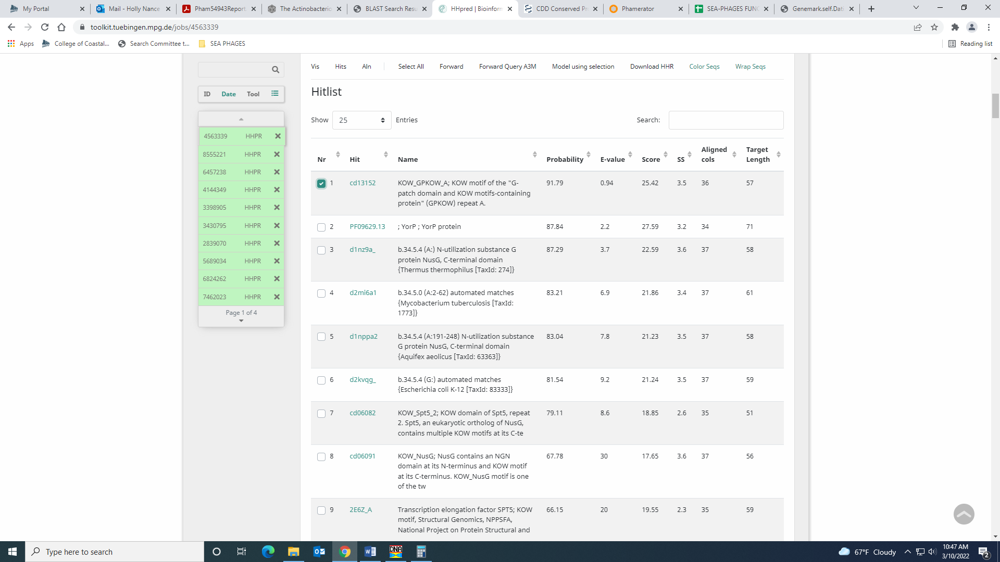 My Portal
Mail - Holly Nance
Pham54943Report.
The Actinobacterio
BLAST Search Resu
HHpred | Bioinform
CDD Conserved Pr
Phamerator
SEA-PHAGES FUNC
Genemark.self.Dat
toolkit.tuebingen.mpg.de/jobs/4563339
Apps
College of Coastal...
Search Committee t...
SEA PHAGES
Reading list
Vis Hits Aln Select All Forward Forward Query A3M Model using selection Download HHR Color Seqs Wrap Seqs
ID Date Tool
4563339 HHPR
8555221 HHPR
6457238 HHPR
4144349 HHPR
3398905 HHPR
3430795 HHPR
2839070 HHPR
5689034 HHPR
6824262 HHPR
7462023 HHPR
Page 1 of 4
Hitlist
Show 25 Entries
Search:
Nr Hit Name Probability E-value Score SS Aligned cols Target Length
1 cd13152 KOW_GPKOW_A; KOW motif of the "G- 91.79 0.94 25.42 3.5 36 57
patch domain and KOW motifs-containing
protein" (GPKOW) repeat A.
2 PF09629.13 ; YorP ; YorP protein 87.84 2.2 27.59 3.2 34 71
3 d1nz9a_ b.34.5.4 (A:) N-utilization substance G 87.29 3.7 22.59 3.6 37 58
protein NusG, C-terminal domain
{Thermus thermophilus [TaxId: 274]}
4 d2mi6a1 b.34.5.0 (A:2-62) automated matches 83.21 6.9 21.86 3.4 37 61
{Mycobacterium tuberculosis [TaxId:
1773]}
5 d1nppa2 b.34.5.4 (A:191-248) N-utilization substance 83.04 7.8 21.23 3.5 37 58
G protein NusG, C-terminal domain
{Aquifex aeolicus [TaxId: 63363]}
6 d2kvqg_ b.34.5.4 (G:) automated matches 81.54 9.2 21.24 3.5 37 59
{Escherichia coli K-12 [TaxId: 83333]}
7 cd06082 KOW_Spt5_2; KOW domain of Spt5, repeat 79.11 8.6 18.85 2.6 35 51
2. Spt5, an eukaryotic ortholog of NusG,
contains multiple KOW motifs at its C-te
8 cd06091 KOW_NusG; NusG contains an NGN 67.78 30 17.65 3.6 37 56
domain at its N-terminus and KOW motif
at its C-terminus. KOW_NusG motif is one
of the tw
9 2E6Z_A Transcription elongation factor SPT5; KOW 66.15 20 19.55 2.3 35 59
motif, Structural Genomics, NPPSFA,
National Project on Protein Structural and
Type here to search
DNA
67°F Cloudy
10:47 AM
3/10/2022
2